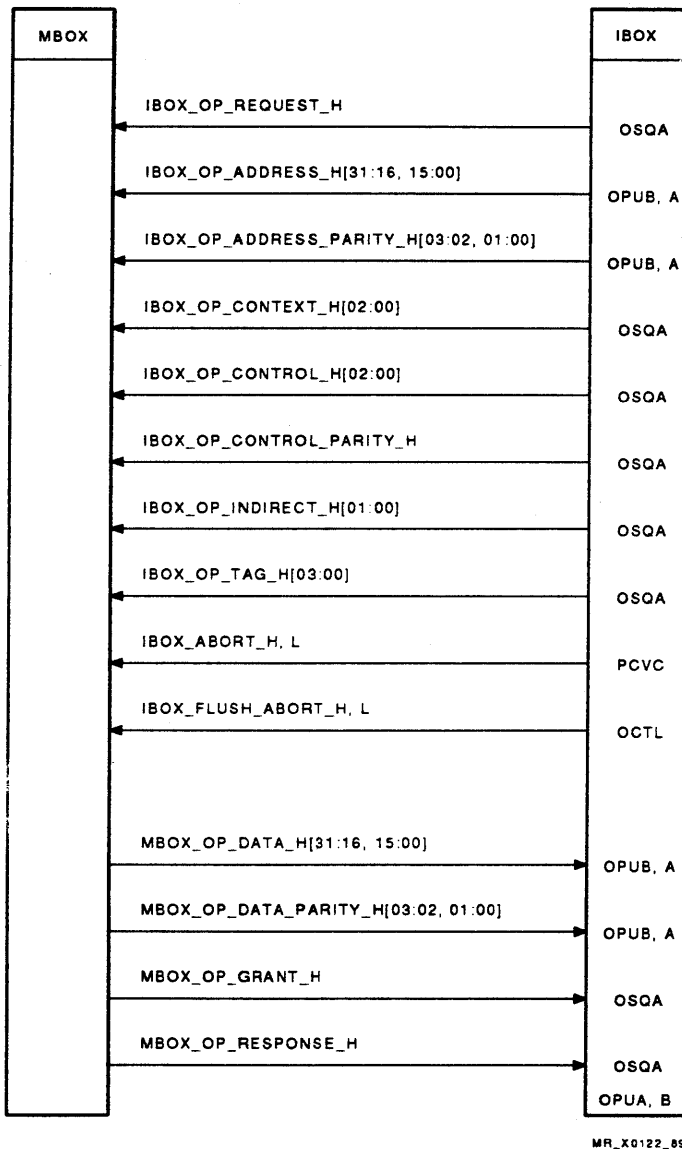 MBOX IBOX
IBOX_OP_REQUEST_H
OSQA
IBOX_OP_ADDRESS_H[31:16, 15:00]
OPUB, A
IBOX_OP_ADDRESS_PARITY_H[03:02, 01:00]
OPUB, A
IBOX_OP_CONTEXT_H[02:00]
OSQA
IBOX_OP_CONTROL_H[02:00]
OSQA
IBOX_OP_CONTROL_PARITY_H
OSQA
IBOX_OP_INDIRECT_H[01:00]
OSQA
IBOX_OP_TAG_H[03:00]
OSQA
IBOX_ABORT_H, L
PCVC
IBOX_FLUSH_ABORT_H, L
OCTL
MBOX_OP_DATA_H[31:16, 15:00]
OPUB, A
MBOX_OP_DATA_PARITY_H[03:02, 01:00]
OPUB, A
MBOX_OP_GRANT_H
OSQA
MBOX_OP_RESPONSE_H
OSQA
OPUA, B
MR_X0122_89